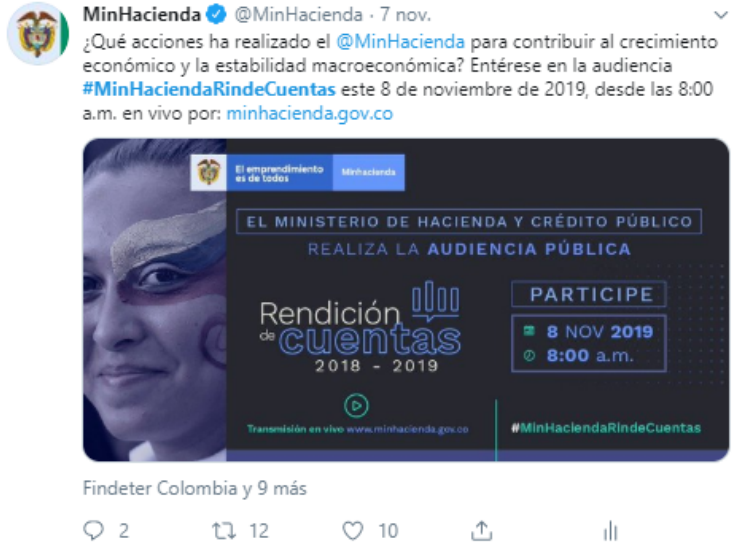 MinHacienda @MinHacienda · 7 nov.
¿Qué acciones ha realizado el @MinHacienda para contribuir al crecimiento
económico y la estabilidad macroeconómica? Entérese en la audiencia
#MinHaciendaRindeCuentas este 8 de noviembre de 2019, desde las 8:00
a.m. en vivo por: minhacienda.gov.co
El emprendimiento
es de todos
Minhacienda
EL MINISTERIO DE HACIENDA Y CRÉDITO PÚBLICO
REALIZA LA AUDIENCIA PÚBLICA
Rendición
de cuentas
2018 - 2019
PARTICIPE
8 NOV 2019
8:00 a.m.
Transmisión en vivo www.minhacienda.gov.co
#MinHaciendaRindeCuentas
Findeter Colombia y 9 más
2 12 10